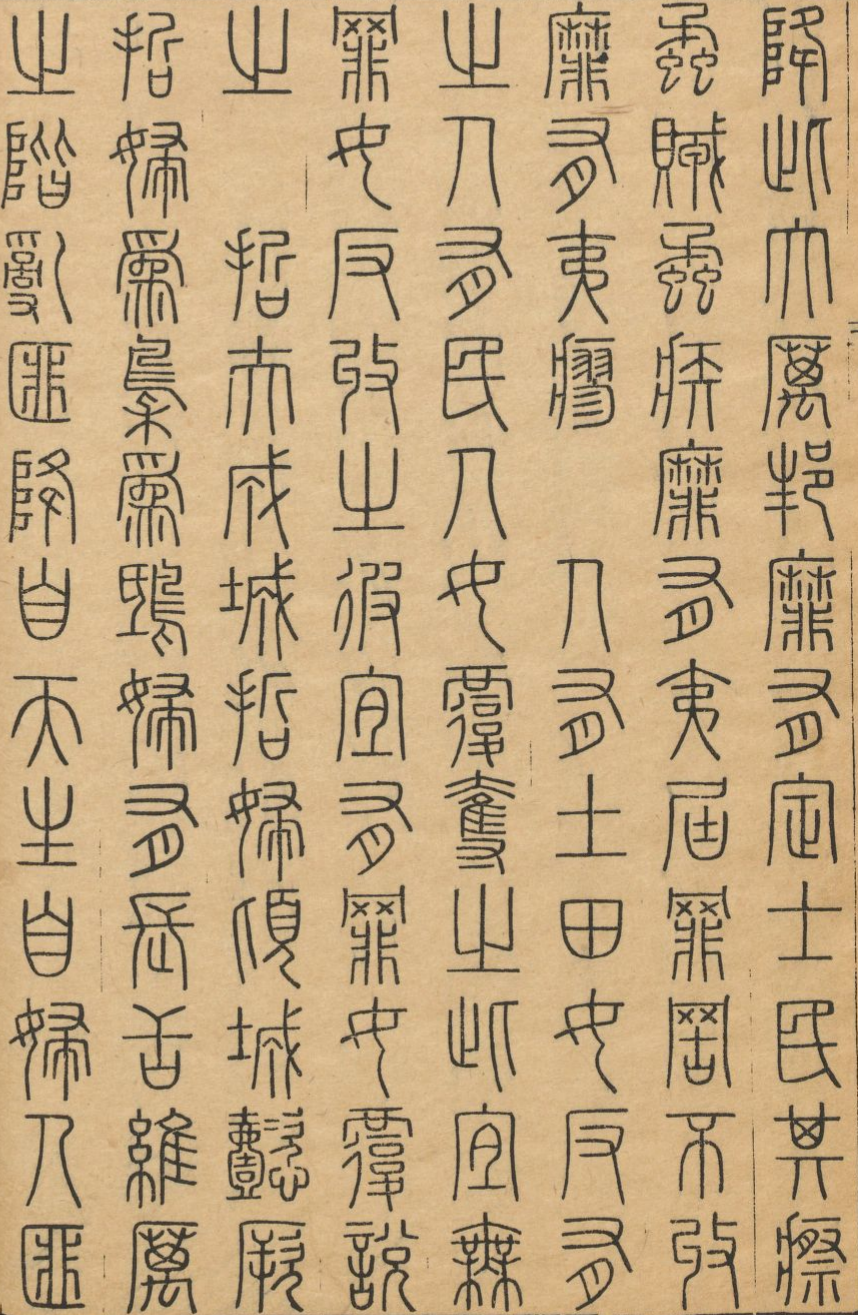 降此大厲邦靡有定士民其瘵
蟊賊蟊疾靡有夷屆罪罟不收
靡有夷瘳　人有土田女反有
之人有民人女覆奪之此宜無
罪女反收之彼宜有罪女覆說
之　哲夫成城哲婦傾城懿厥
哲婦為梟為鴟婦有長舌維厲
之階亂匪降自天生自婦人匪